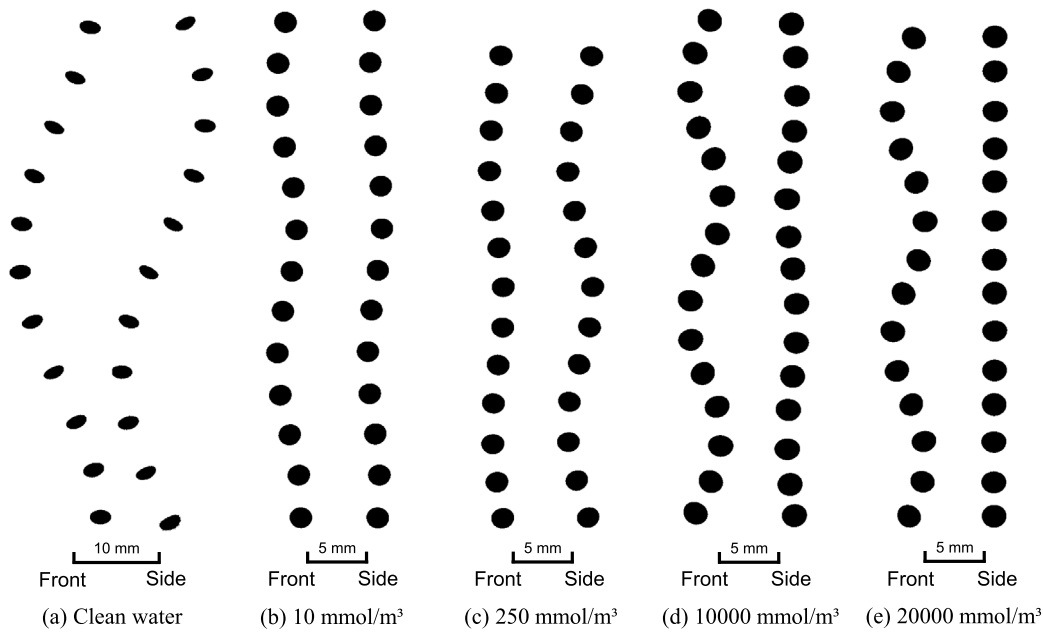 10 mm
5 mm
5 mm
5 mm
5 mm
Front Side
Front Side
Front Side
Front Side
Front Side
(a) Clean water
(b) 10 mmol/m³
(c) 250 mmol/m³
(d) 10000 mmol/m³
(e) 20000 mmol/m³